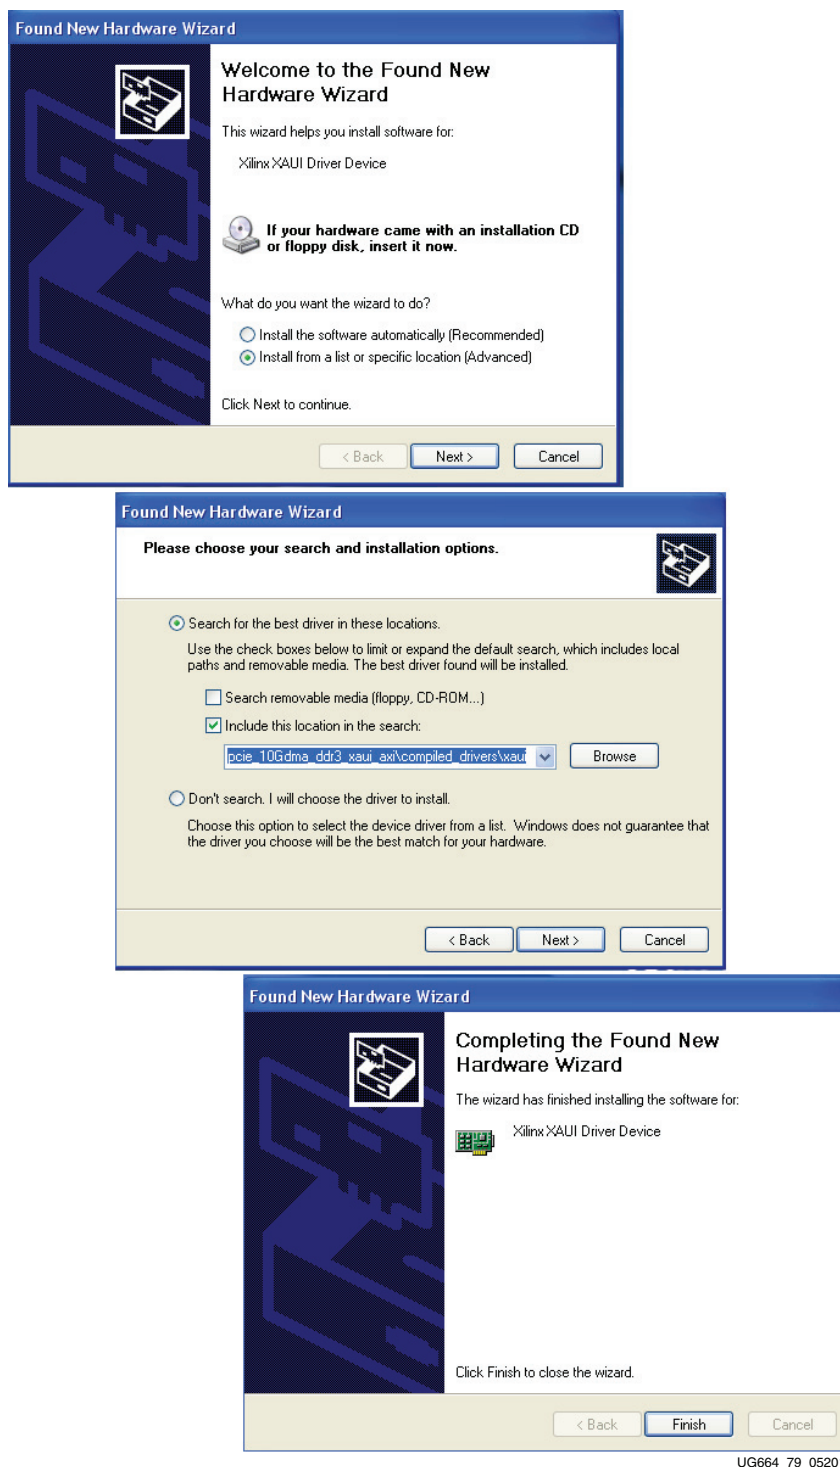 Found New Hardware Wizard
Welcome to the Found New
Hardware Wizard
This wizard helps you install software for:
Xilinx XAUI Driver Device
If your hardware came with an installation CD
or floppy disk, insert it now.
What do you want the wizard to do?
Install the software automatically (Recommended)
Install from a list or specific location (Advanced)
Click Next to continue.
< Back Next > Cancel
Found New Hardware Wizard
Please choose your search and installation options.
Search for the best driver in these locations.
Use the check boxes below to limit or expand the default search, which includes local
paths and removable media. The best driver found will be installed.
Search removable media (floppy, CD-ROM...)
Include this location in the search:
pcie_10Gdma_ddr3_xaui_axi\compiled_drivers\xaui Browse
Don't search. I will choose the driver to install.
Choose this option to select the device driver from a list. Windows does not guarantee that
the driver you choose will be the best match for your hardware.
< Back Next > Cancel
Found New Hardware Wizard
Completing the Found New
Hardware Wizard
The wizard has finished installing the software for:
Xilinx XAUI Driver Device
Click Finish to close the wizard.
< Back Finish Cancel
UG664_79_0520